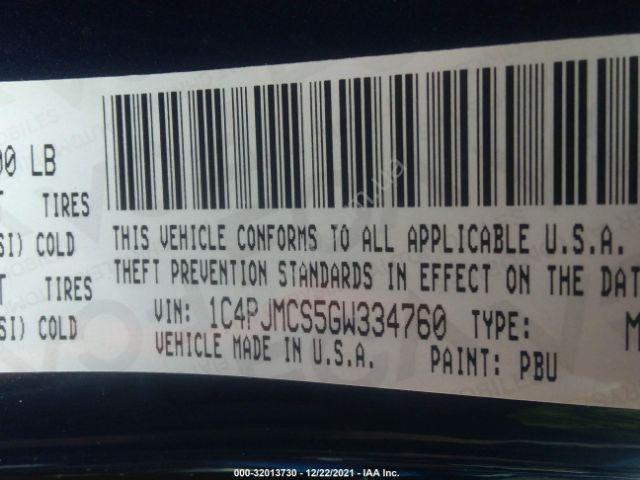 00 LB
TIRES
SI) COLD
TIRES
SI) COLD
THIS VEHICLE CONFORMS TO ALL APPLICABLE U.S.A.
THEFT PREVENTION STANDARDS IN EFFECT ON THE DAT
VIN: 1C4PJMCS5GW334760 TYPE: M
VEHICLE MADE IN U.S.A. PAINT: PBU
000-32013730 - 12/22/2021 - IAA Inc.